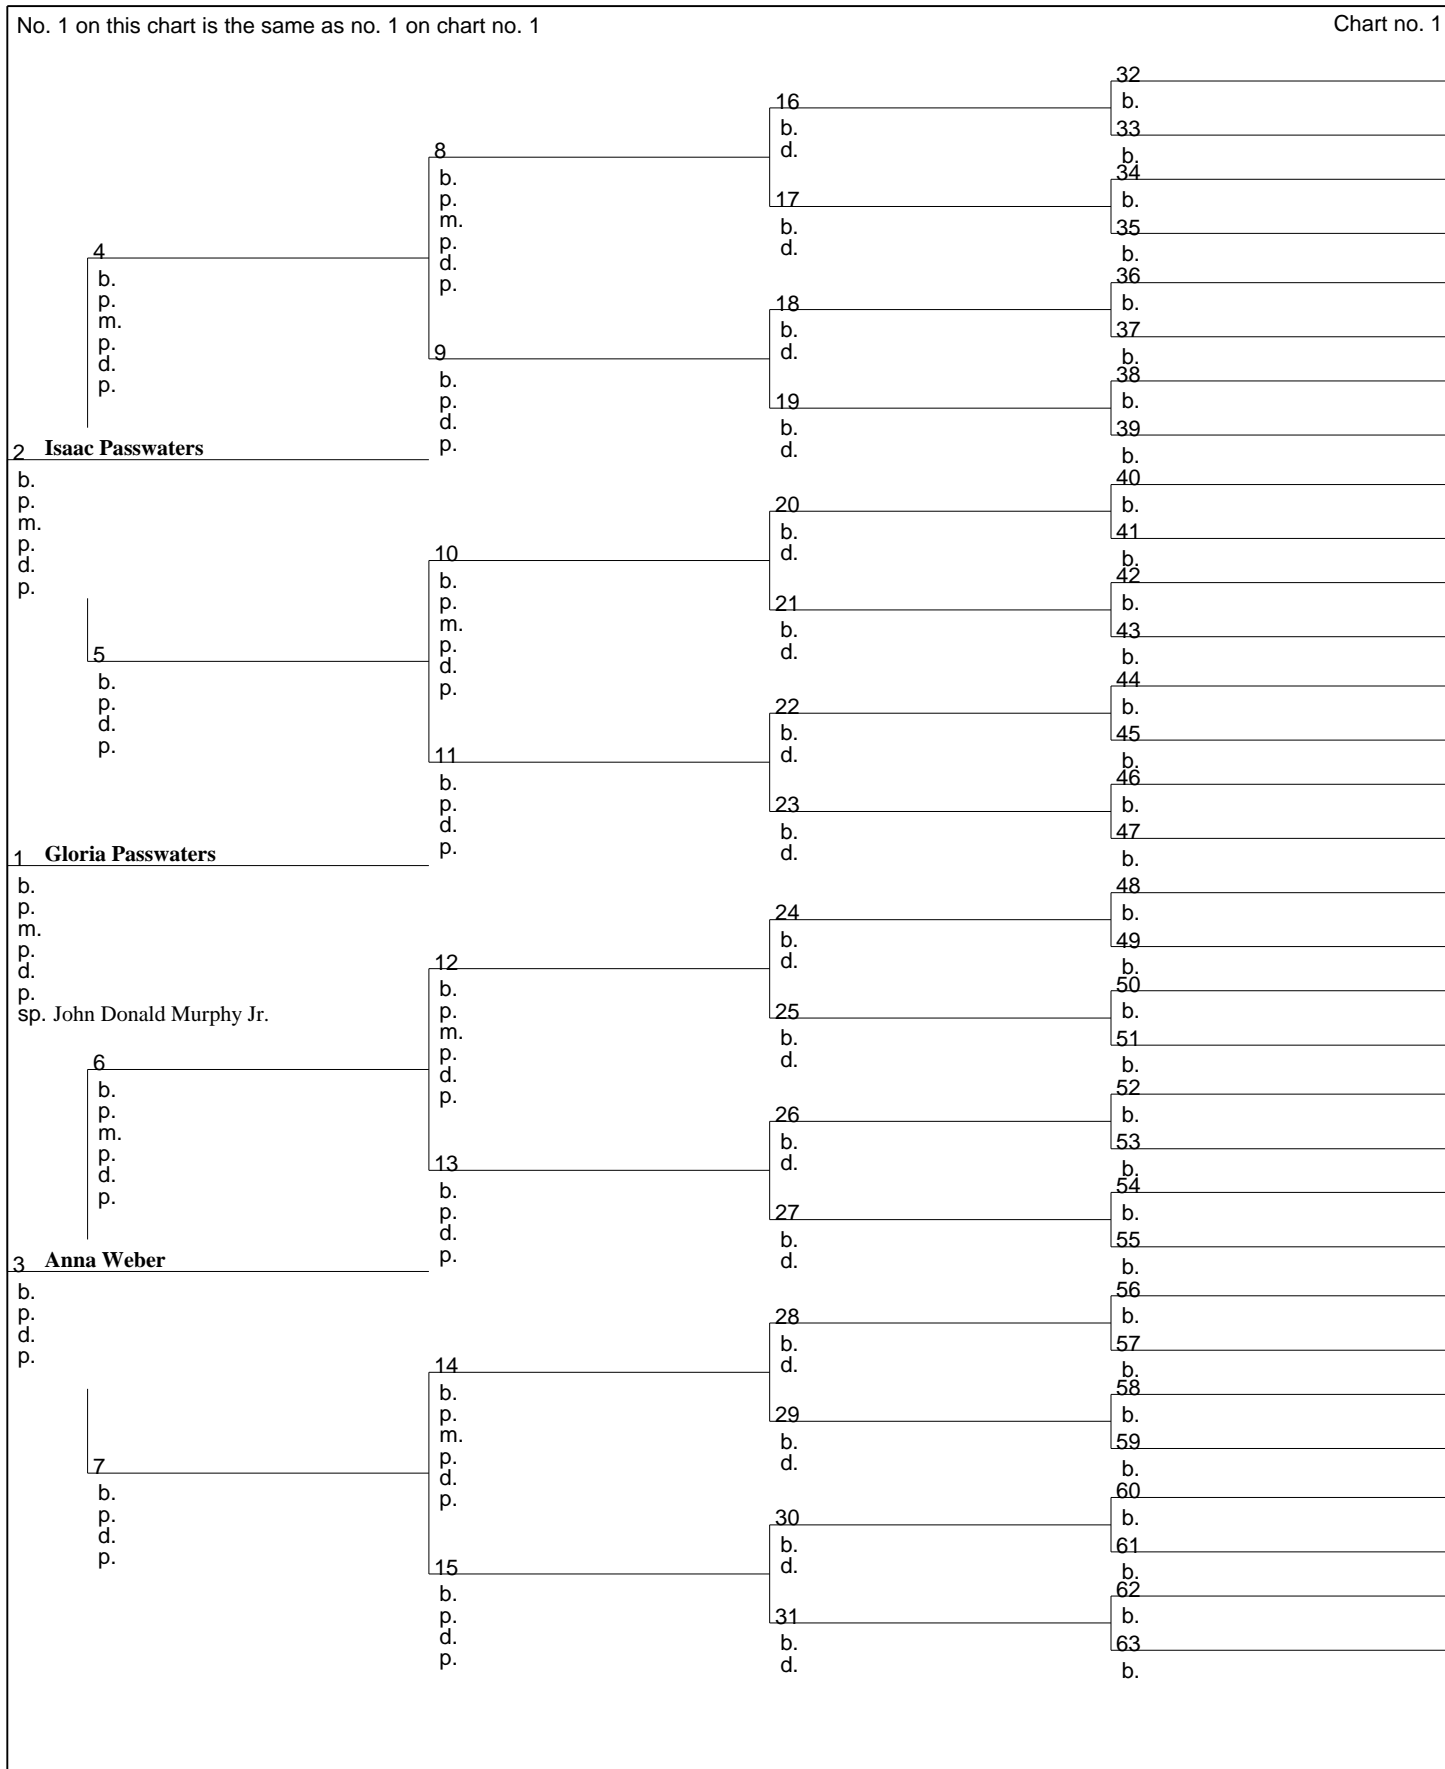 No. 1 on this chart is the same as no. 1 on chart no. 1
Chart no. 1
2 Isaac Passwaters
b.
p.
m.
p.
d.
p.
1 Gloria Passwaters
b.
p.
m.
p.
d.
p.
sp. John Donald Murphy Jr.
3 Anna Weber
b.
p.
d.
p.
4
b.
p.
m.
p.
d.
p.
5
b.
p.
d.
p.
6
b.
p.
m.
p.
d.
p.
7
b.
p.
d.
p.
8
b.
p.
m.
p.
d.
p.
9
b.
p.
d.
p.
10
b.
p.
m.
p.
d.
p.
11
b.
p.
d.
p.
12
b.
p.
m.
p.
d.
p.
13
b.
p.
d.
p.
14
b.
p.
m.
p.
d.
p.
15
b.
p.
d.
p.
16
b.
d.
17
b.
d.
18
b.
d.
19
b.
d.
20
b.
d.
21
b.
d.
22
b.
d.
23
b.
d.
24
b.
d.
25
b.
d.
26
b.
d.
27
b.
d.
28
b.
d.
29
b.
d.
30
b.
d.
31
b.
d.
32
b.
33
b.
34
b.
35
b.
36
b.
37
b.
38
b.
39
b.
40
b.
41
b.
42
b.
43
b.
44
b.
45
b.
46
b.
47
b.
48
b.
49
b.
50
b.
51
b.
52
b.
53
b.
54
b.
55
b.
56
b.
57
b.
58
b.
59
b.
60
b.
61
b.
62
b.
63
b.